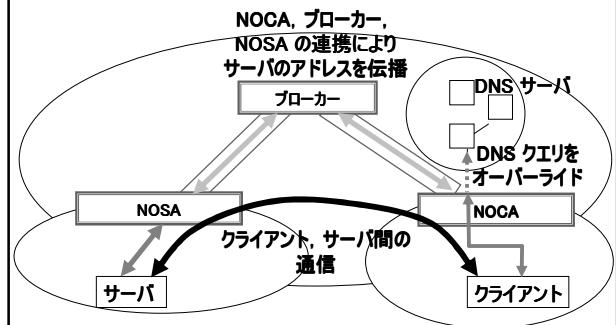 NOCA, ブローカー,
NOSA の連携により
サーバのアドレスを伝播
ブローカー
DNS サーバ
DNS クエリを
オーバーライド
NOSA
NOCA
クライアント, サーバ間の
通信
サーバ
クライアント